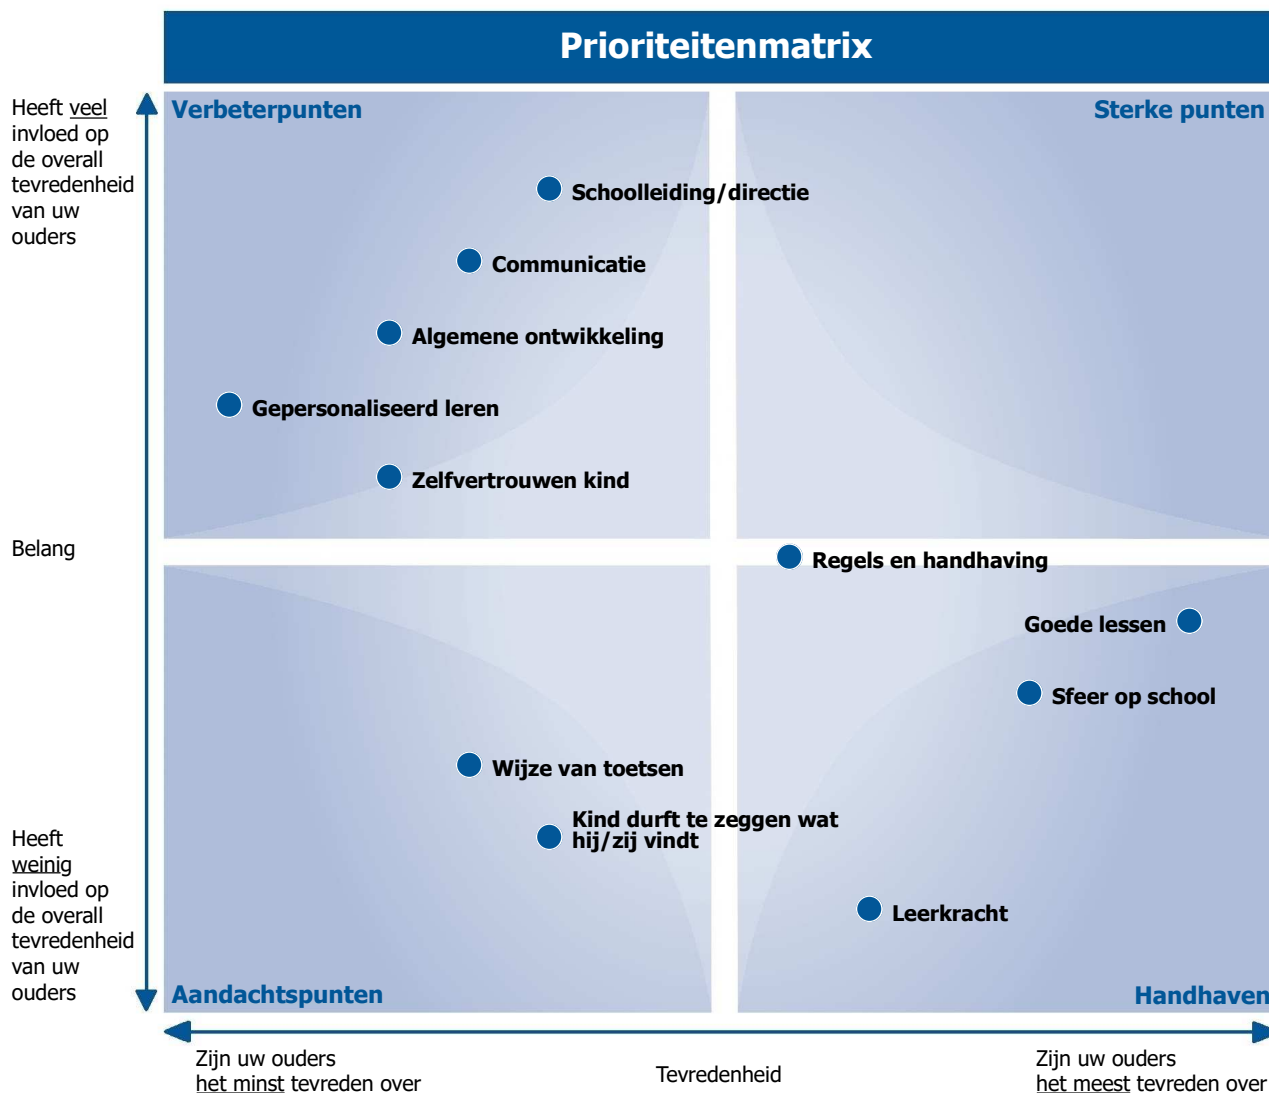 Prioriteitenmatrix
Heeft veel
invloed op
de overall
tevredenheid
van uw
ouders
Verbeterpunten
Sterke punten
Schoolleiding/directie
Communicatie
Algemene ontwikkeling
Gepersonaliseerd leren
Zelfvertrouwen kind
Belang
Regels en handhaving
Goede lessen
Sfeer op school
Wijze van toetsen
Kind durft te zeggen wat
hij/zij vindt
Leerkracht
Heeft
weinig
invloed op
de overall
tevredenheid
van uw
ouders
Aandachtspunten
Handhaven
Zijn uw ouders
het minst tevreden over
Tevredenheid
Zijn uw ouders
het meest tevreden over